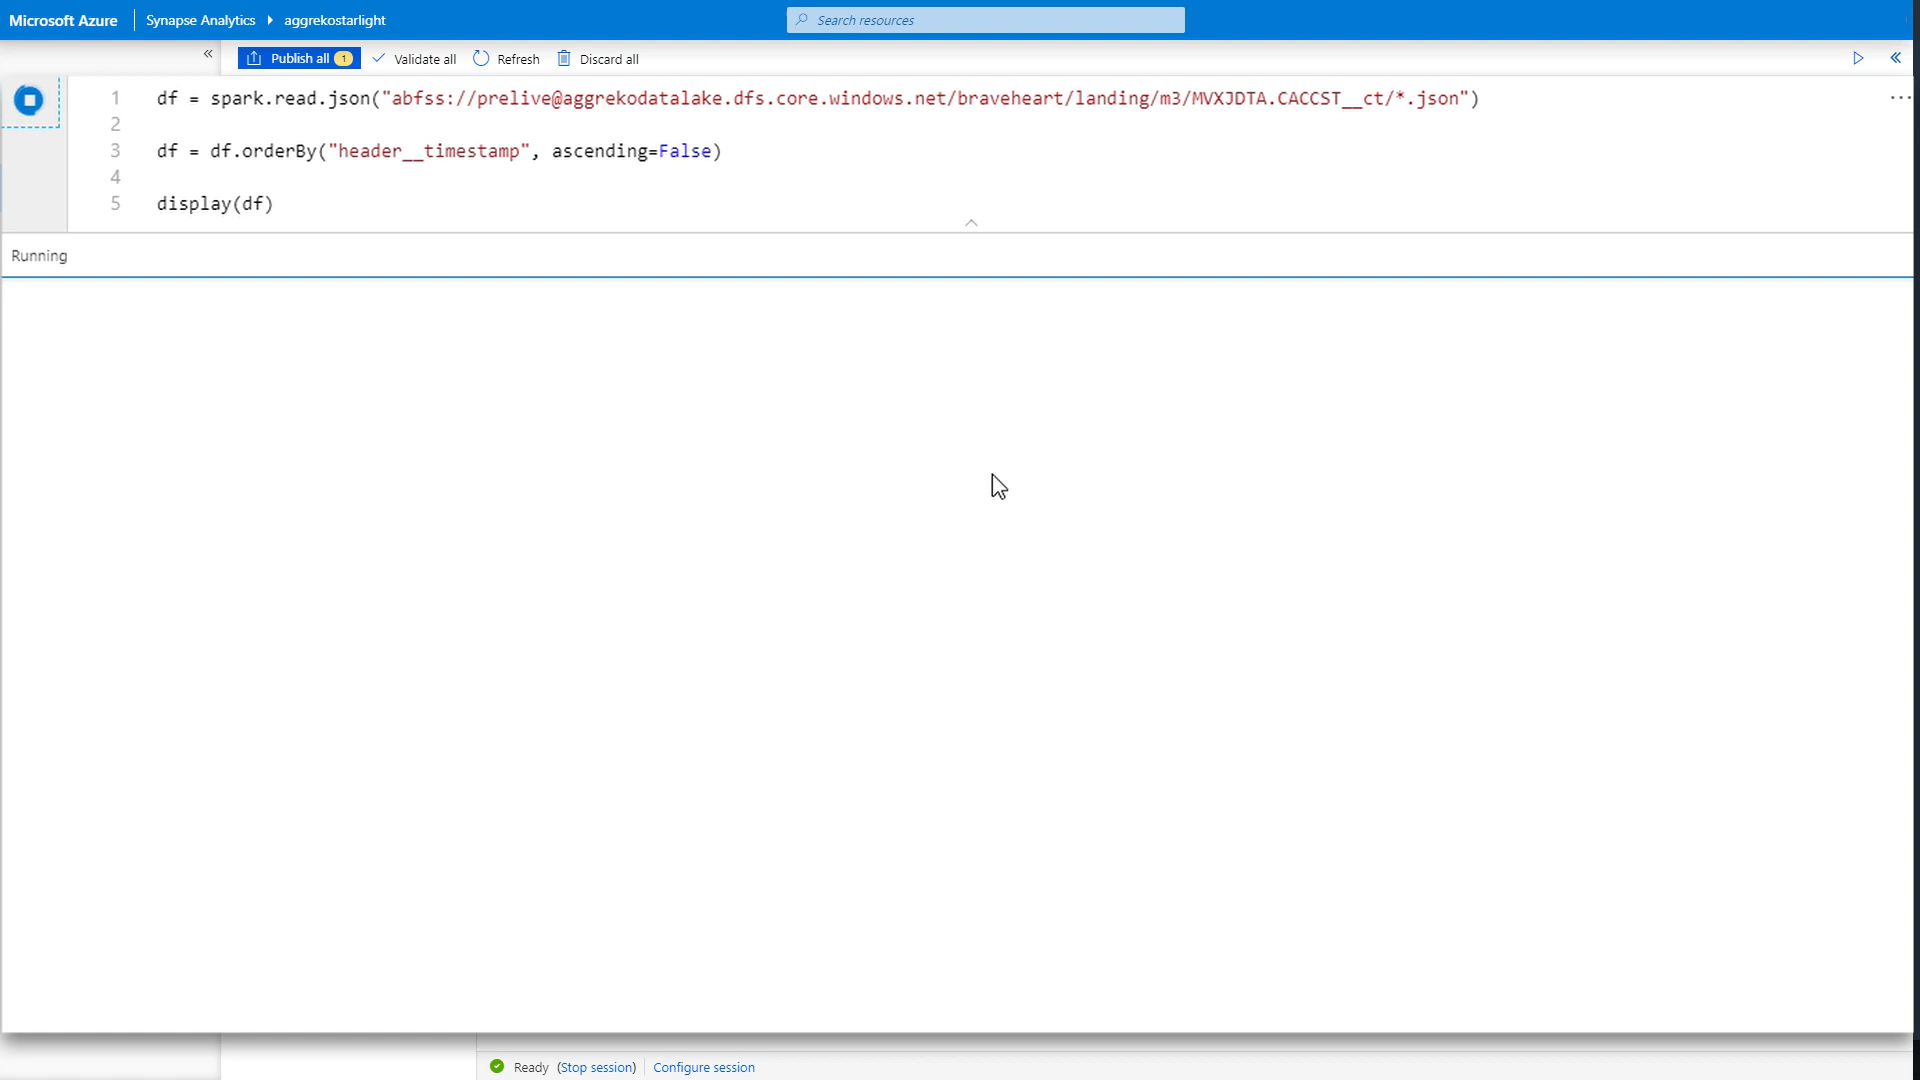 Microsoft Azure Synapse Analytics aggrekostarlight Search resources
Publish all 1 Validate all Refresh Discard all
1 df = spark.read.json("abfss://prelive@aggrekodatalake.dfs.core.windows.net/braveheart/landing/m3/MVXJDTA.CACCST__ct/*.json")
2
3 df = df.orderBy("header__timestamp", ascending=False)
4
5 display(df)
Running
Ready (Stop session) Configure session